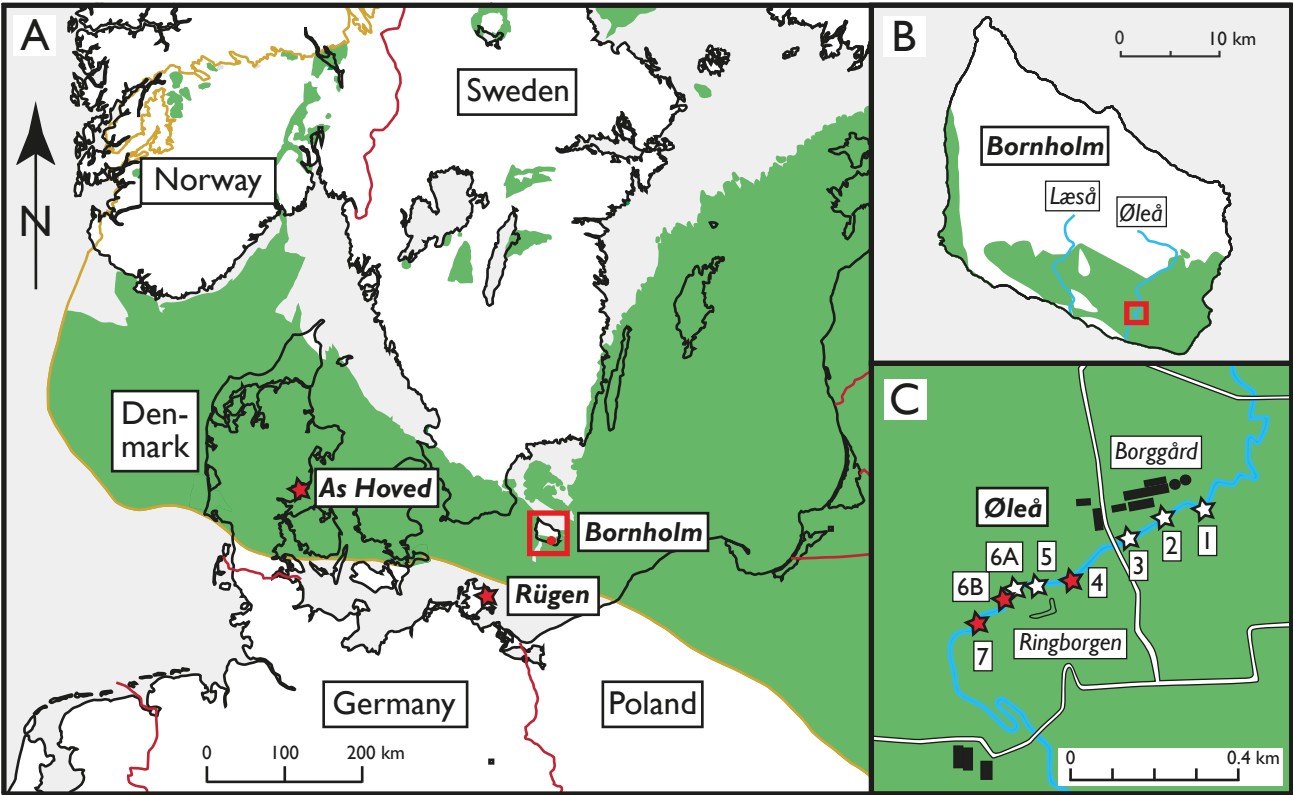 A
Sweden
Norway
N
Den-
mark
As Hoved
Bornholm
Rügen
Germany
Poland
0 100 200 km
B
0 10 km
Bornholm
Læså
Øleå
C
Borggård
Øleå
1
2
3
4
5
6A
6B
7
Ringborgen
0 0.4 km